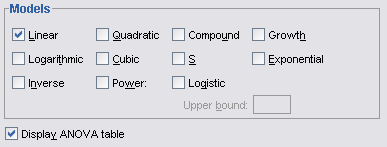 Models
Linear Quadratic Compound Growth
Logarithmic Cubic S Exponential
Inverse Power: Logistic
Upper bound:
Display ANOVA table